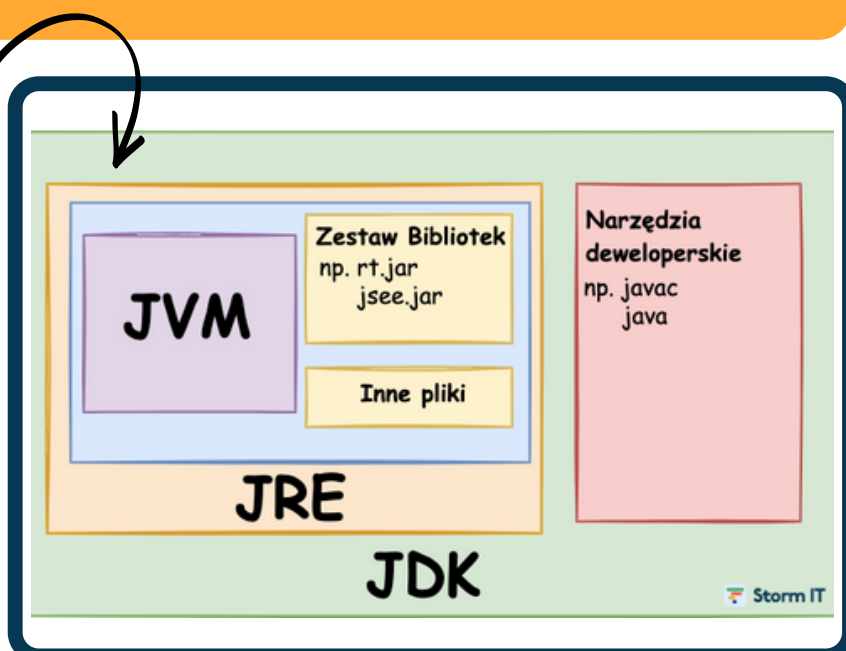 JVM
Zestaw Bibliotek
np. rt.jar
jsee.jar
Inne pliki
JRE
Narzędzia
deweloperskie
np. javac
java
JDK
Storm IT